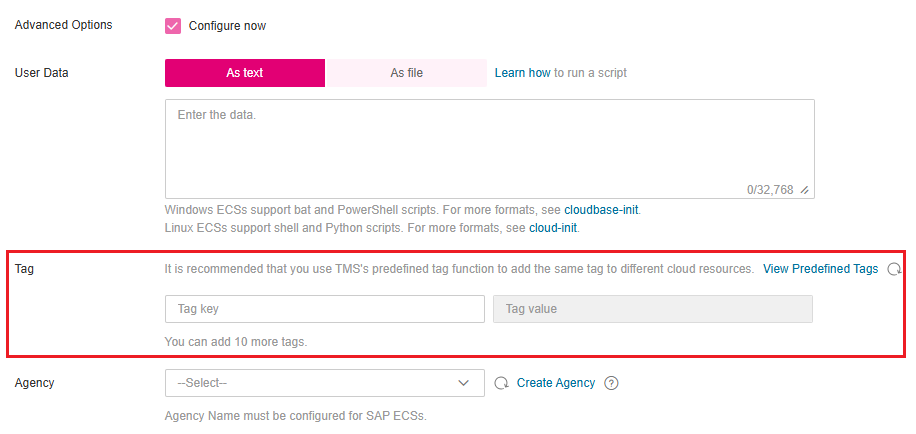 Advanced Options Configure now
User Data As text As file Learn how to run a script
Enter the data.
0/32,768
Windows ECSs support bat and PowerShell scripts. For more formats, see cloudbase-init.
Linux ECSs support shell and Python scripts. For more formats, see cloud-init.
Tag It is recommended that you use TMS's predefined tag function to add the same tag to different cloud resources. View Predefined Tags
Tag key Tag value
You can add 10 more tags.
Agency --Select-- Create Agency ?
Agency Name must be configured for SAP ECSs.